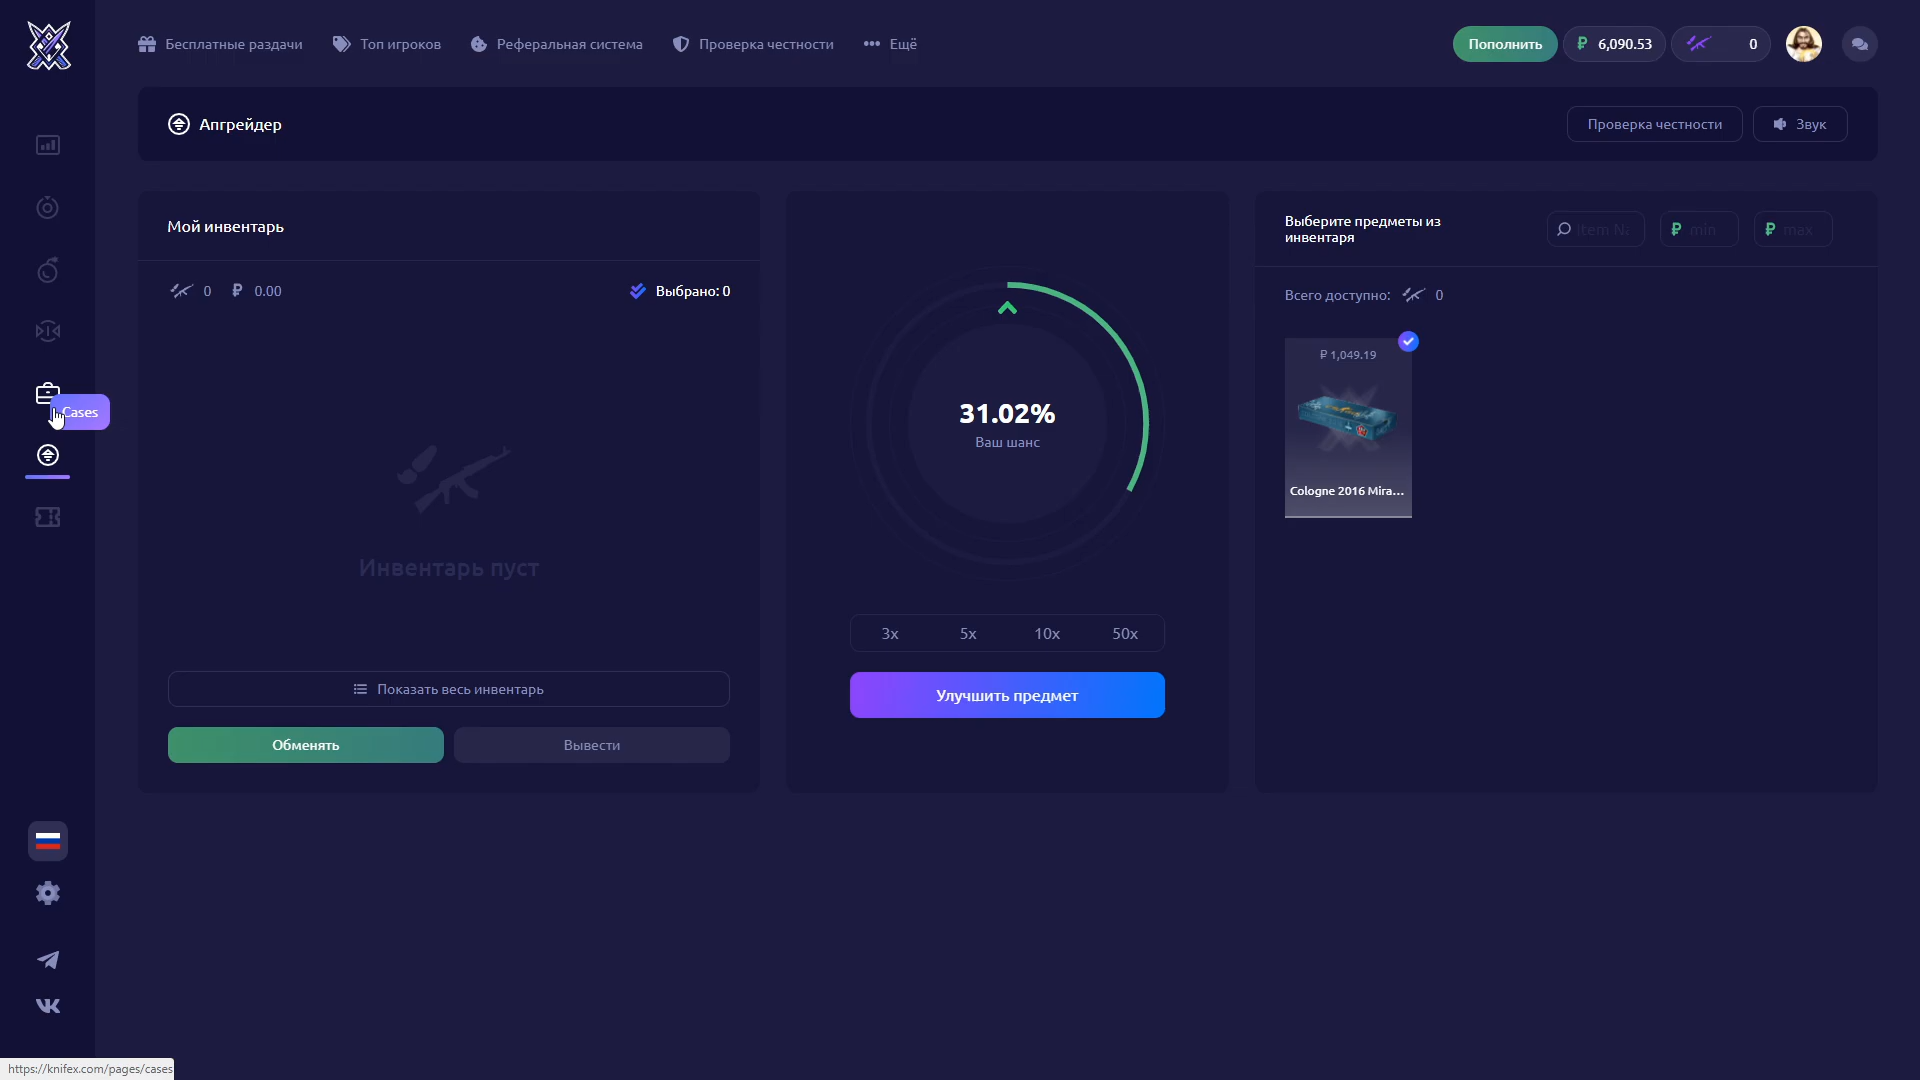 Бесплатные раздачи
Топ игроков
Реферальная система
Проверка честности
Ещё
Пополнить
₽ 6,090.53
0
Апгрейдер
Проверка честности
Звук
Мой инвентарь
0 ₽ 0.00
Выбрано: 0
Инвентарь пуст
Показать весь инвентарь
Обменять
Вывести
31.02%
Ваш шанс
3x
5x
10x
50x
Улучшить предмет
Выберите предметы из
инвентаря
Item Na
₽ min
₽ max
Всего доступно: 0
₽ 1,049.19
Cologne 2016 Mira...
Cases
https://knifex.com/pages/cases